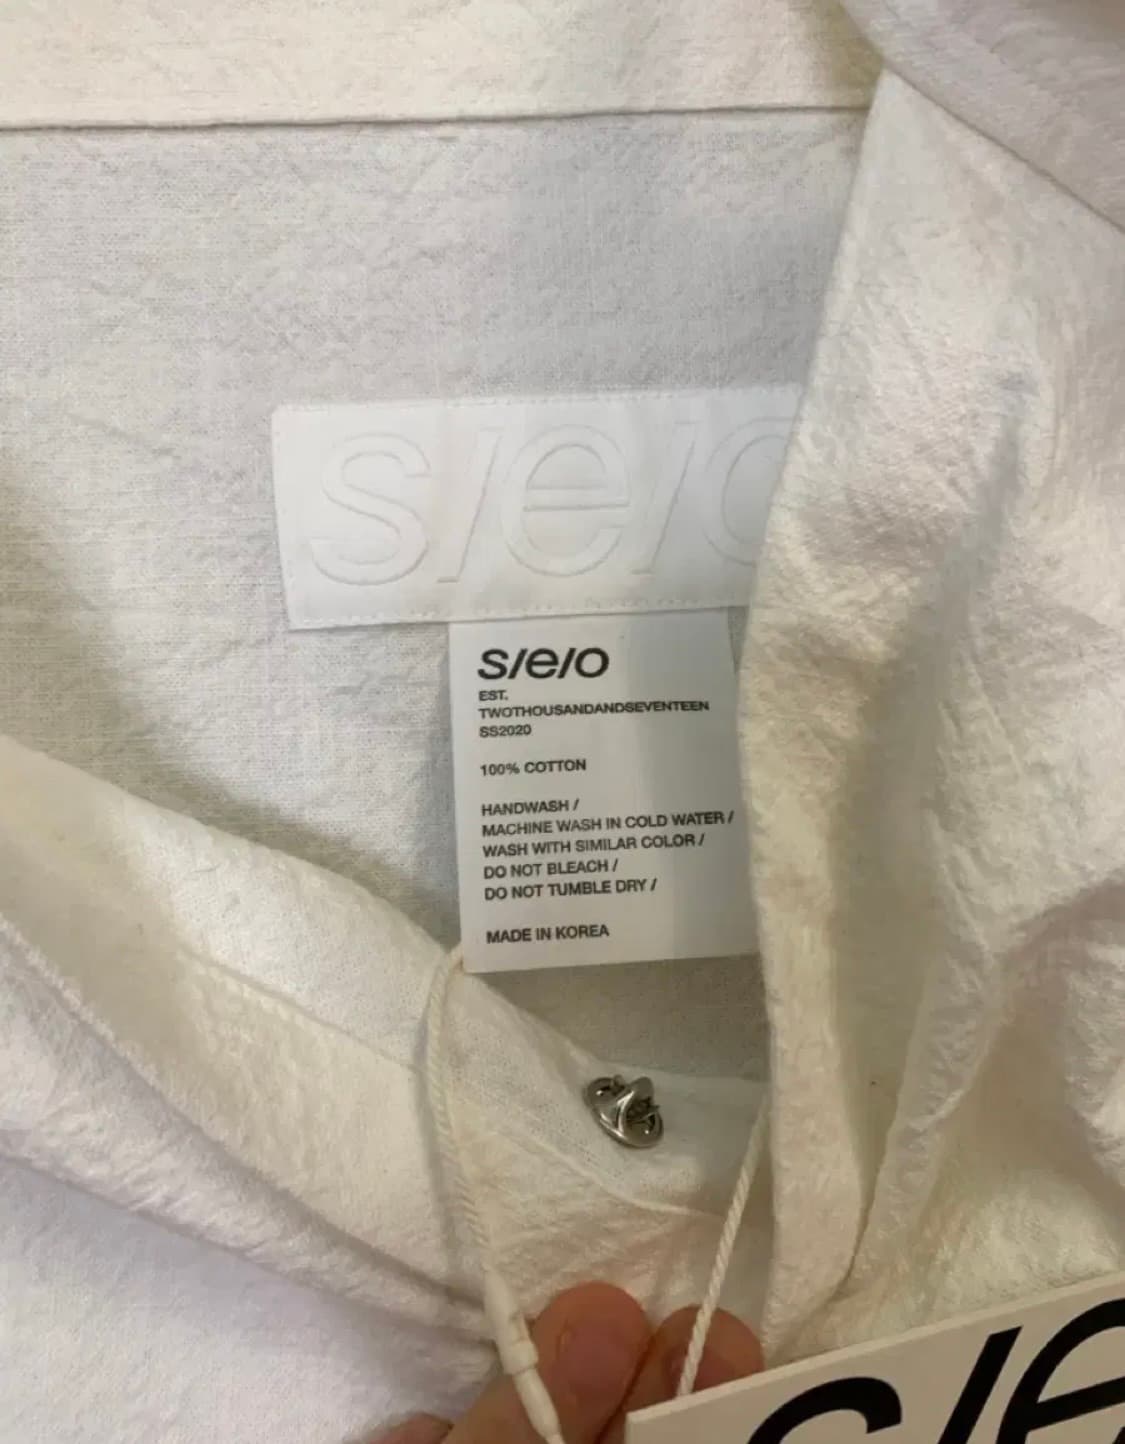 s/e/o
s/e/o
EST.
TWOTHOUSANDANDSEVENTEEN
SS2020
100% COTTON
HANDWASH /
MACHINE WASH IN COLD WATER /
WASH WITH SIMILAR COLOR /
DO NOT BLEACH /
DO NOT TUMBLE DRY /
MADE IN KOREA
s/e